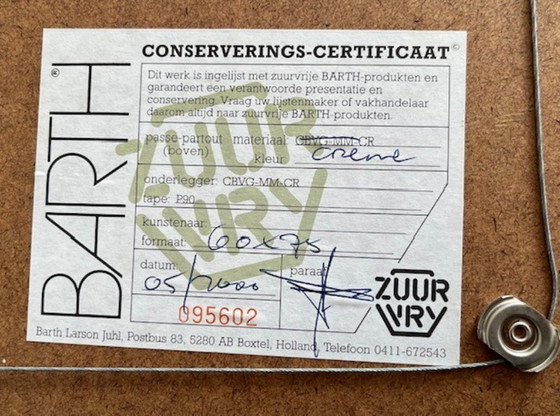 BARTH®
CONSERVERINGS-CERTIFICAAT©
Dit werk is ingelijst met zuurvrije BARTH-produkten en
garandeert een verantwoorde presentatie en
conservering. Vraag uw lijstenmaker of vakhandelaar
daarom altijd naar zuurvrije BARTH-produkten.
passe-partout materiaal: CBVG-MM-CR
(boven) kleur: creme
onderlegger: CBVG-MM-CR
tape: P90
kunstenaar:
formaat: 60x75
datum: paraaf
05/2000
095602
ZUUR
VRY
ZUUR
VRY
Barth Larson Juhl, Postbus 83, 5280 AB Boxtel, Holland, Telefoon 0411-672543